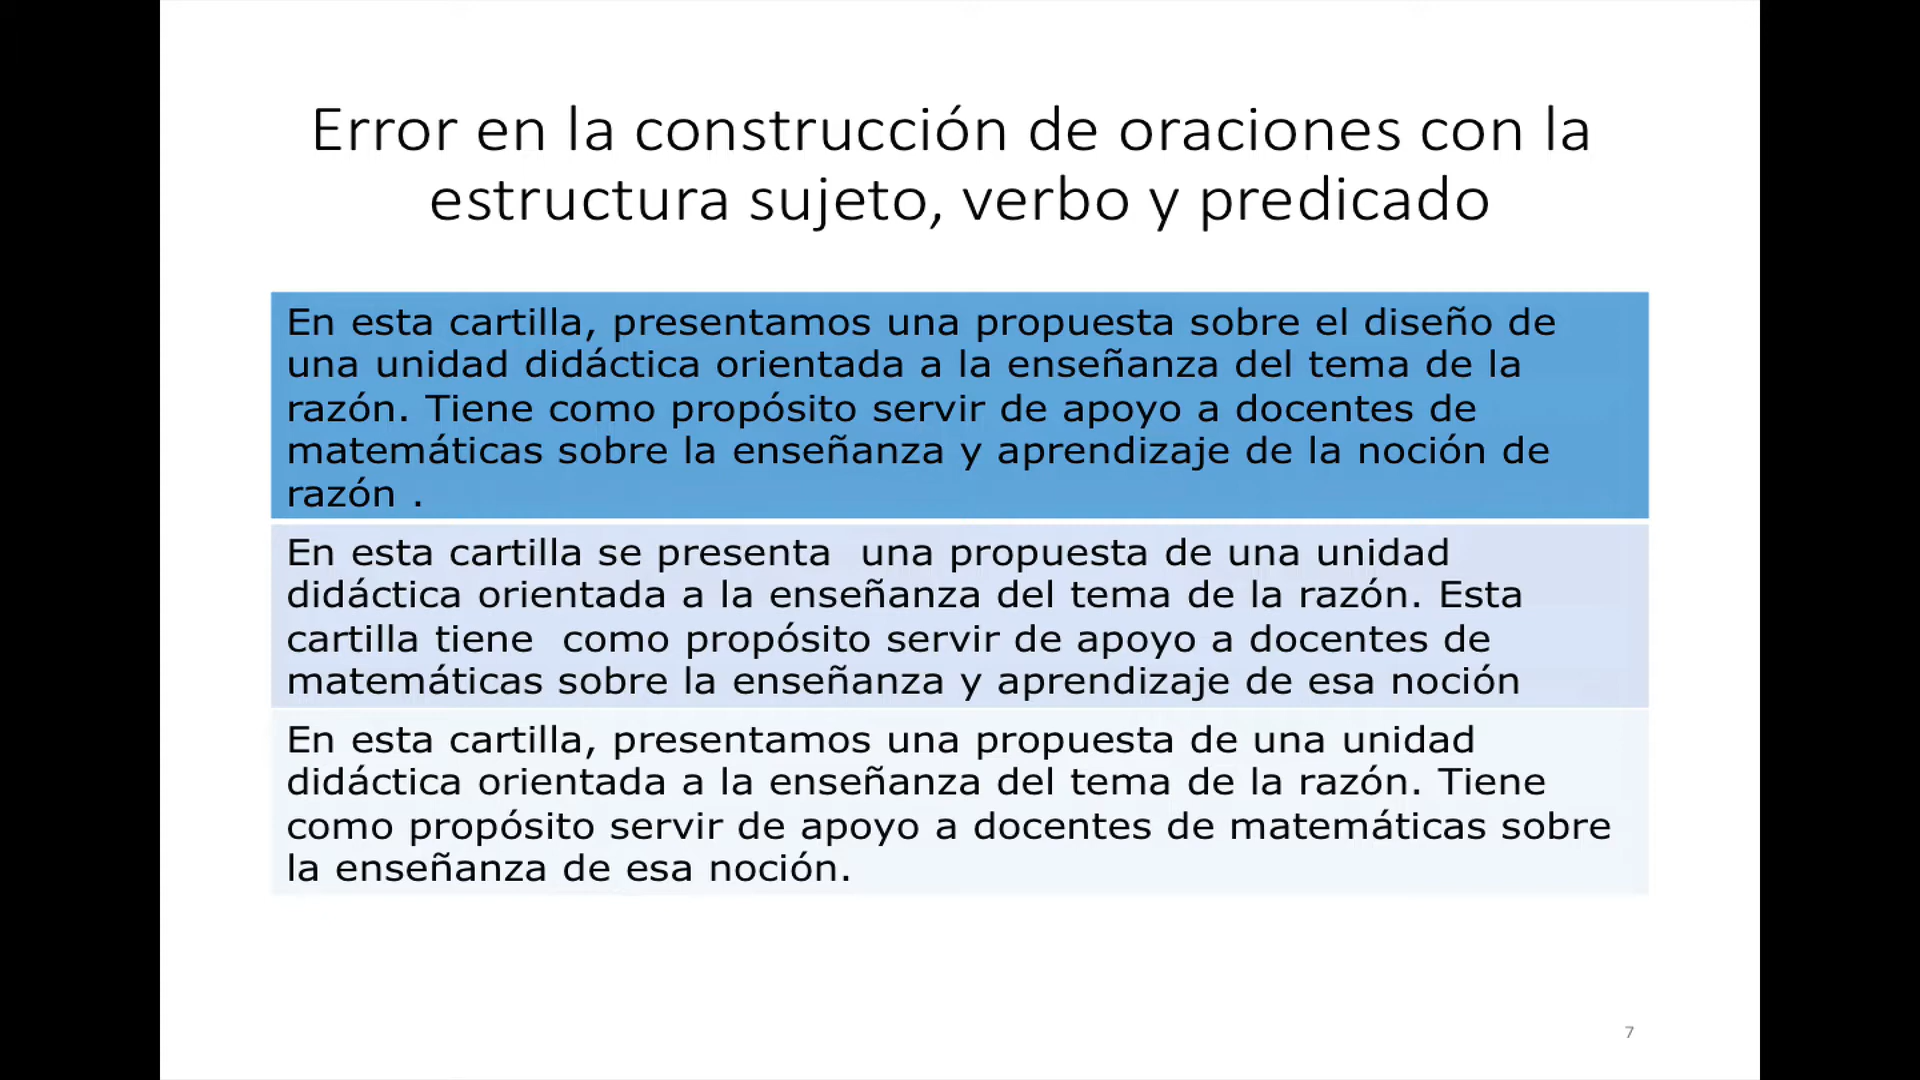 Error en la construcción de oraciones con la
estructura sujeto, verbo y predicado
En esta cartilla, presentamos una propuesta sobre el diseño de
una unidad didáctica orientada a la enseñanza del tema de la
razón. Tiene como propósito servir de apoyo a docentes de
matemáticas sobre la enseñanza y aprendizaje de la noción de
razón .
En esta cartilla se presenta  una propuesta de una unidad
didáctica orientada a la enseñanza del tema de la razón. Esta
cartilla tiene  como propósito servir de apoyo a docentes de
matemáticas sobre la enseñanza y aprendizaje de esa noción
En esta cartilla, presentamos una propuesta de una unidad
didáctica orientada a la enseñanza del tema de la razón. Tiene
como propósito servir de apoyo a docentes de matemáticas sobre
la enseñanza de esa noción.
7